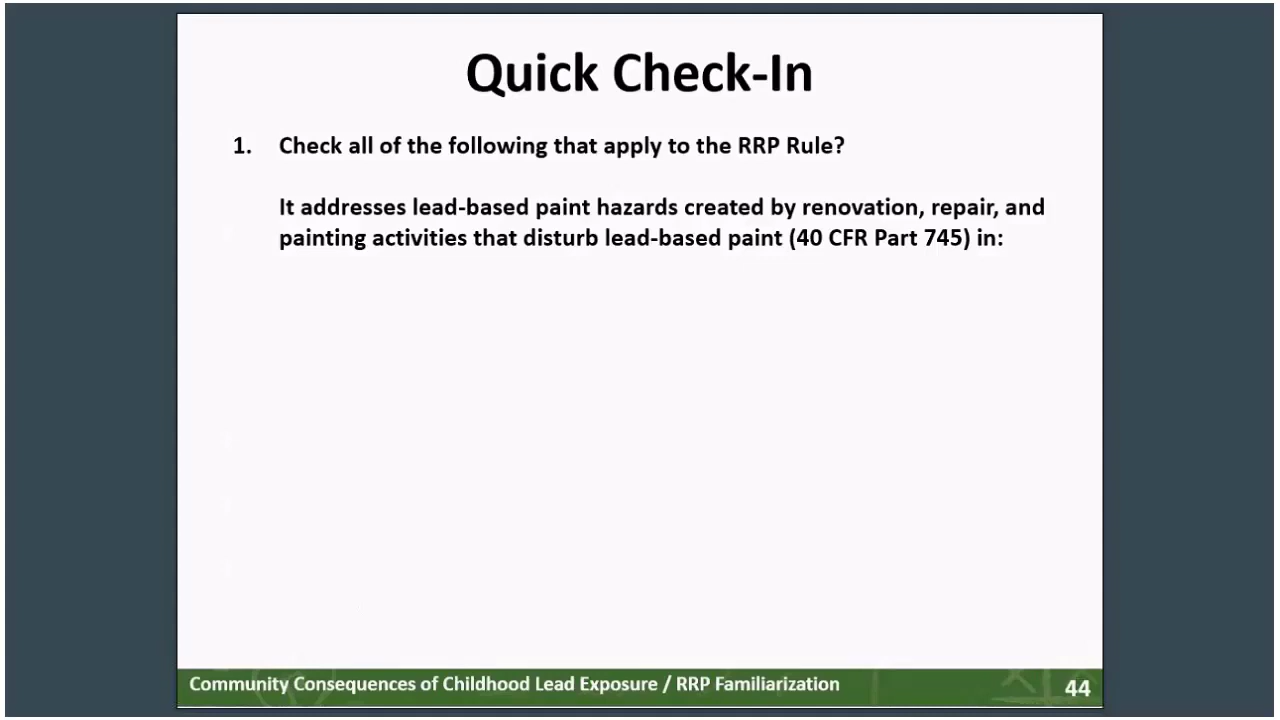 Quick Check-In
1. Check all of the following that apply to the RRP Rule?
It addresses lead-based paint hazards created by renovation, repair, and
painting activities that disturb lead-based paint (40 CFR Part 745) in:
Community Consequences of Childhood Lead Exposure / RRP Familiarization
44